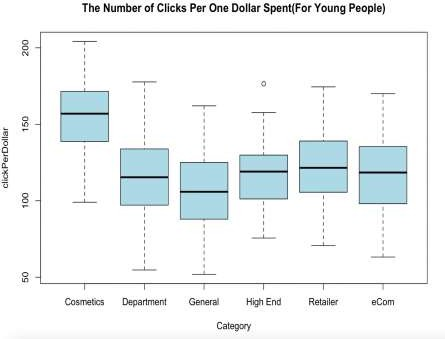 The Number of Clicks Per One Dollar Spent(For Young People)
200
150
100
50
clickPerDollar
Cosmetics Department General High End Retailer eCom
Category